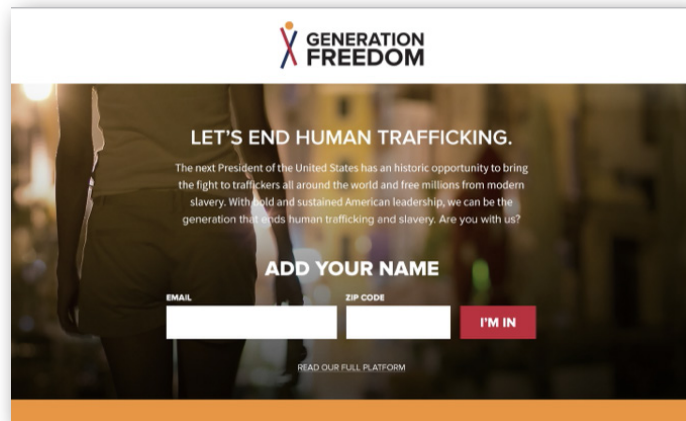 GENERATION
FREEDOM
LET'S END HUMAN TRAFFICKING.
The next President of the United States has an historic opportunity to bring
the fight to traffickers all around the world and free millions from modern
slavery. With bold and sustained American leadership, we can be the
generation that ends human trafficking and slavery. Are you with us?
ADD YOUR NAME
EMAIL ZIP CODE
I'M IN
READ OUR FULL PLATFORM